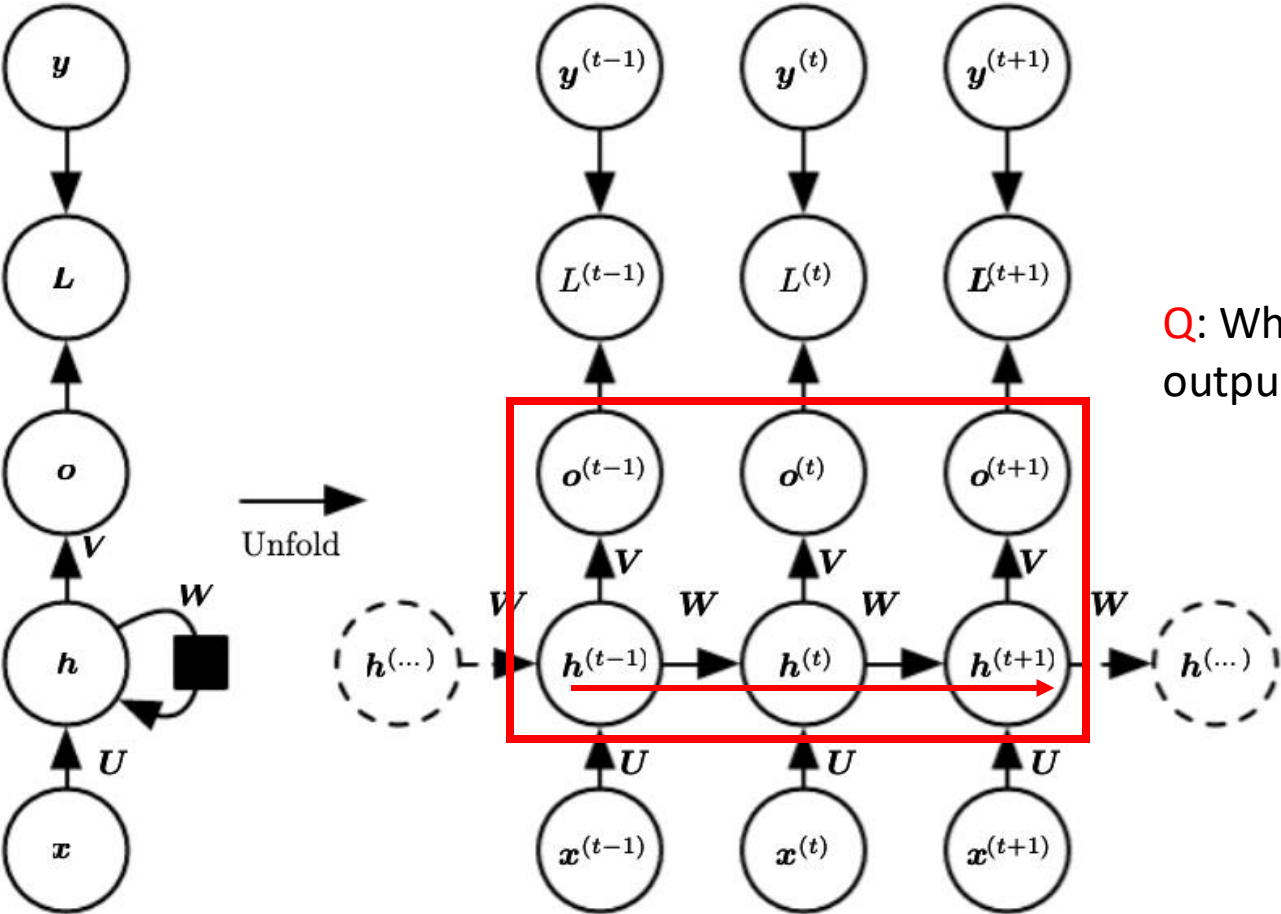 y y^(t−1) y^(t) y^(t+1)
L L^(t−1) L^(t) L^(t+1)
Q: Wh
outpu
o o^(t−1) o^(t) o^(t+1)
Unfold
V V V V
W W W W W
h h^(...) h^(t−1) h^(t) h^(t+1) h^(...)
U U U U
x x^(t−1) x^(t) x^(t+1)